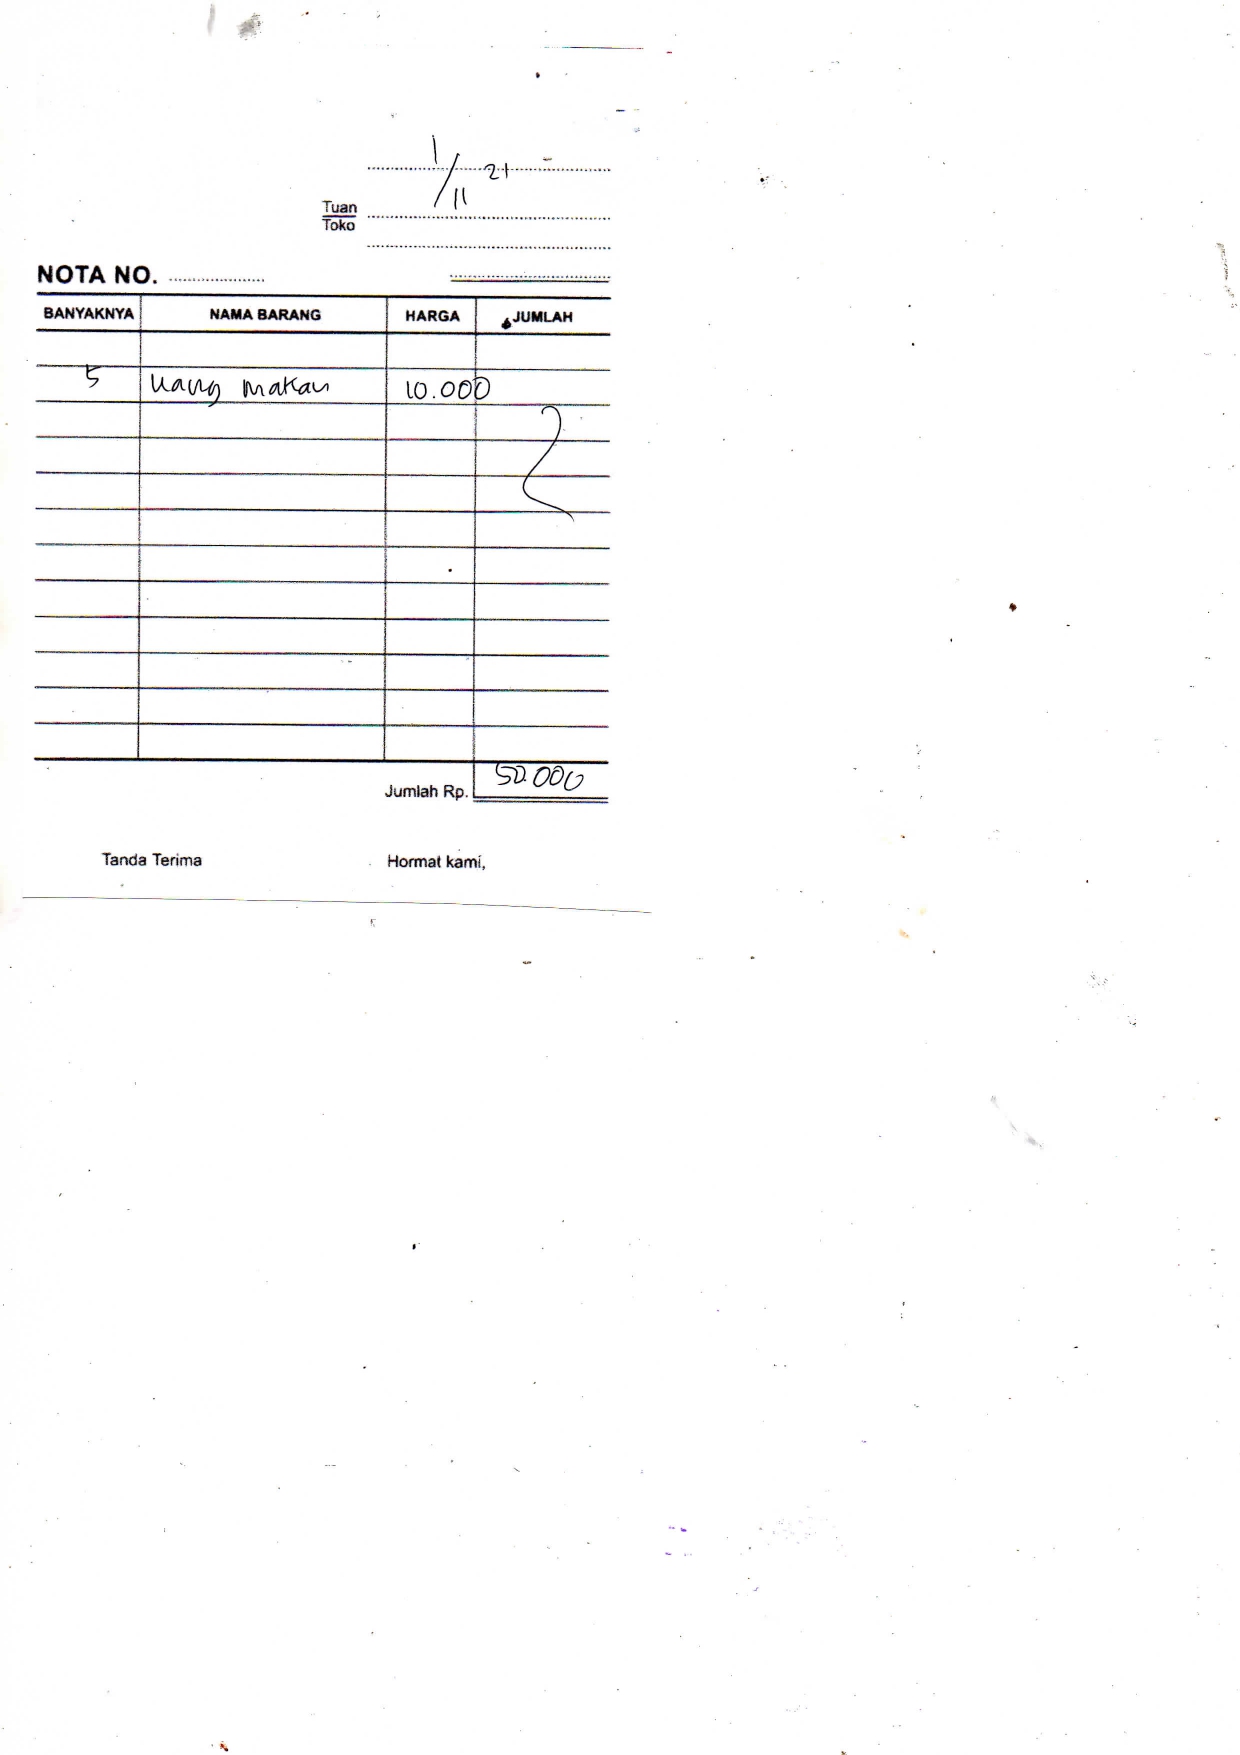 1/11 21
Tuan
Toko
NOTA NO.
BANYAKNYA NAMA BARANG HARGA JUMLAH
5 uang makan 10.000
Jumlah Rp. 50.000
Tanda Terima Hormat kami,